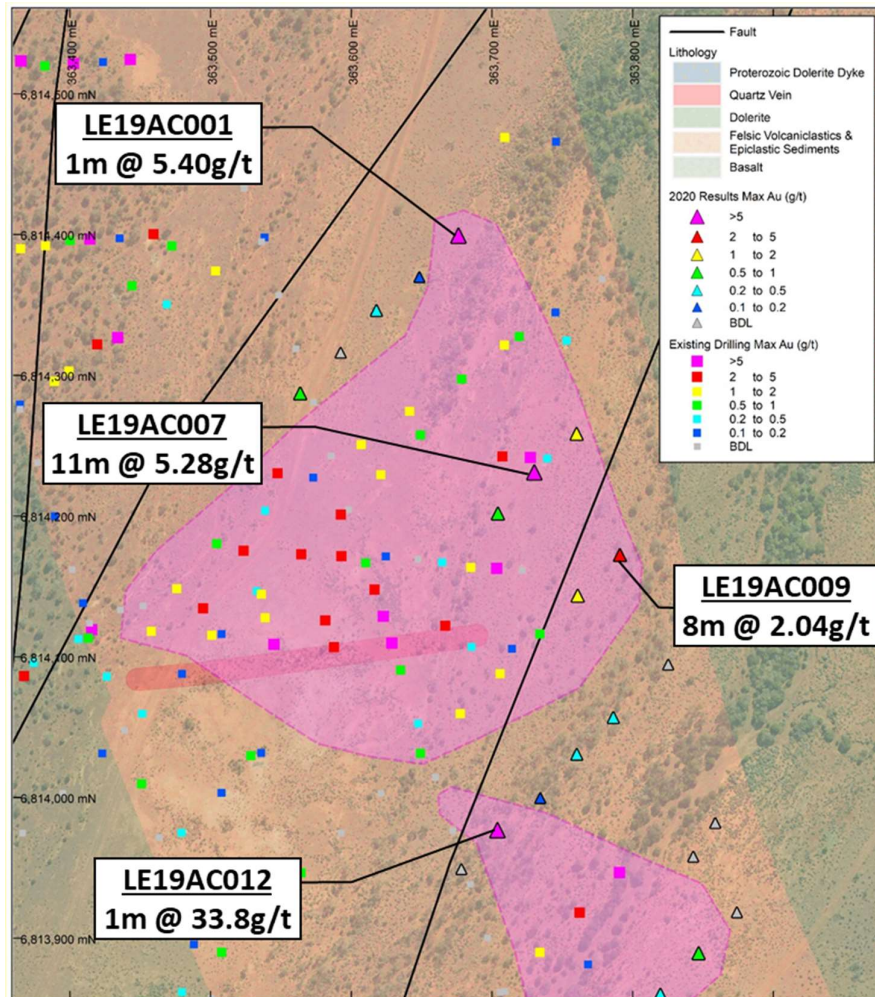 363,400 mE
363,500 mE
363,600 mE
363,700 mE
363,800 mE
6,814,500 mN
6,814,400 mN
6,814,300 mN
6,814,200 mN
6,814,100 mN
6,814,000 mN
6,813,900 mN
LE19AC001
1m @ 5.40g/t
LE19AC007
11m @ 5.28g/t
LE19AC009
8m @ 2.04g/t
LE19AC012
1m @ 33.8g/t
Fault
Lithology
Proterozoic Dolerite Dyke
Quartz Vein
Dolerite
Felsic Volcaniclastics &
Epiclastic Sediments
Basalt
2020 Results Max Au (g/t)
>5
2 to 5
1 to 2
0.5 to 1
0.2 to 0.5
0.1 to 0.2
BDL
Existing Drilling Max Au (g/t)
>5
2 to 5
1 to 2
0.5 to 1
0.2 to 0.5
0.1 to 0.2
BDL